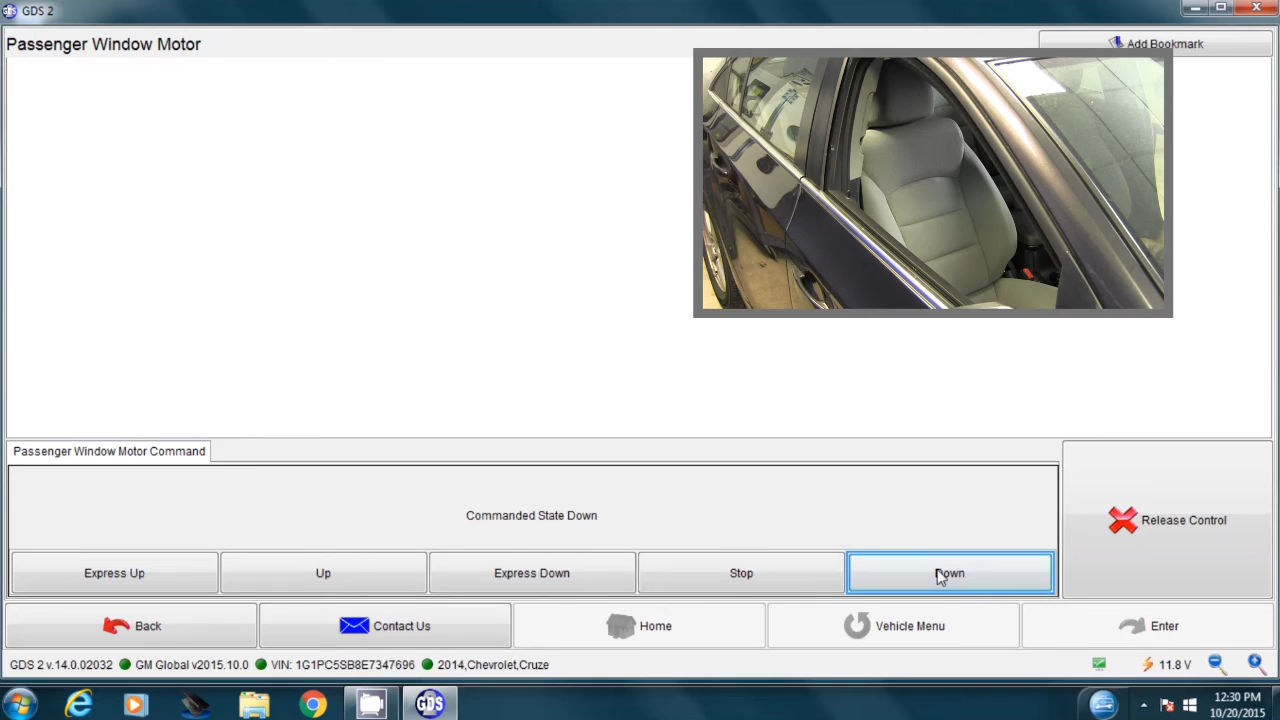 GDS 2
Passenger Window Motor
Add Bookmark
Passenger Window Motor Command
Commanded State Down
Release Control
Express Up
Up
Express Down
Stop
Down
Back
Contact Us
Home
Vehicle Menu
Enter
GDS 2 v.14.0.02032
GM Global v2015.10.0
VIN: 1G1PC5SB8E7347696
2014,Chevrolet,Cruze
11.8 V
GDS
12:30 PM
10/20/2015